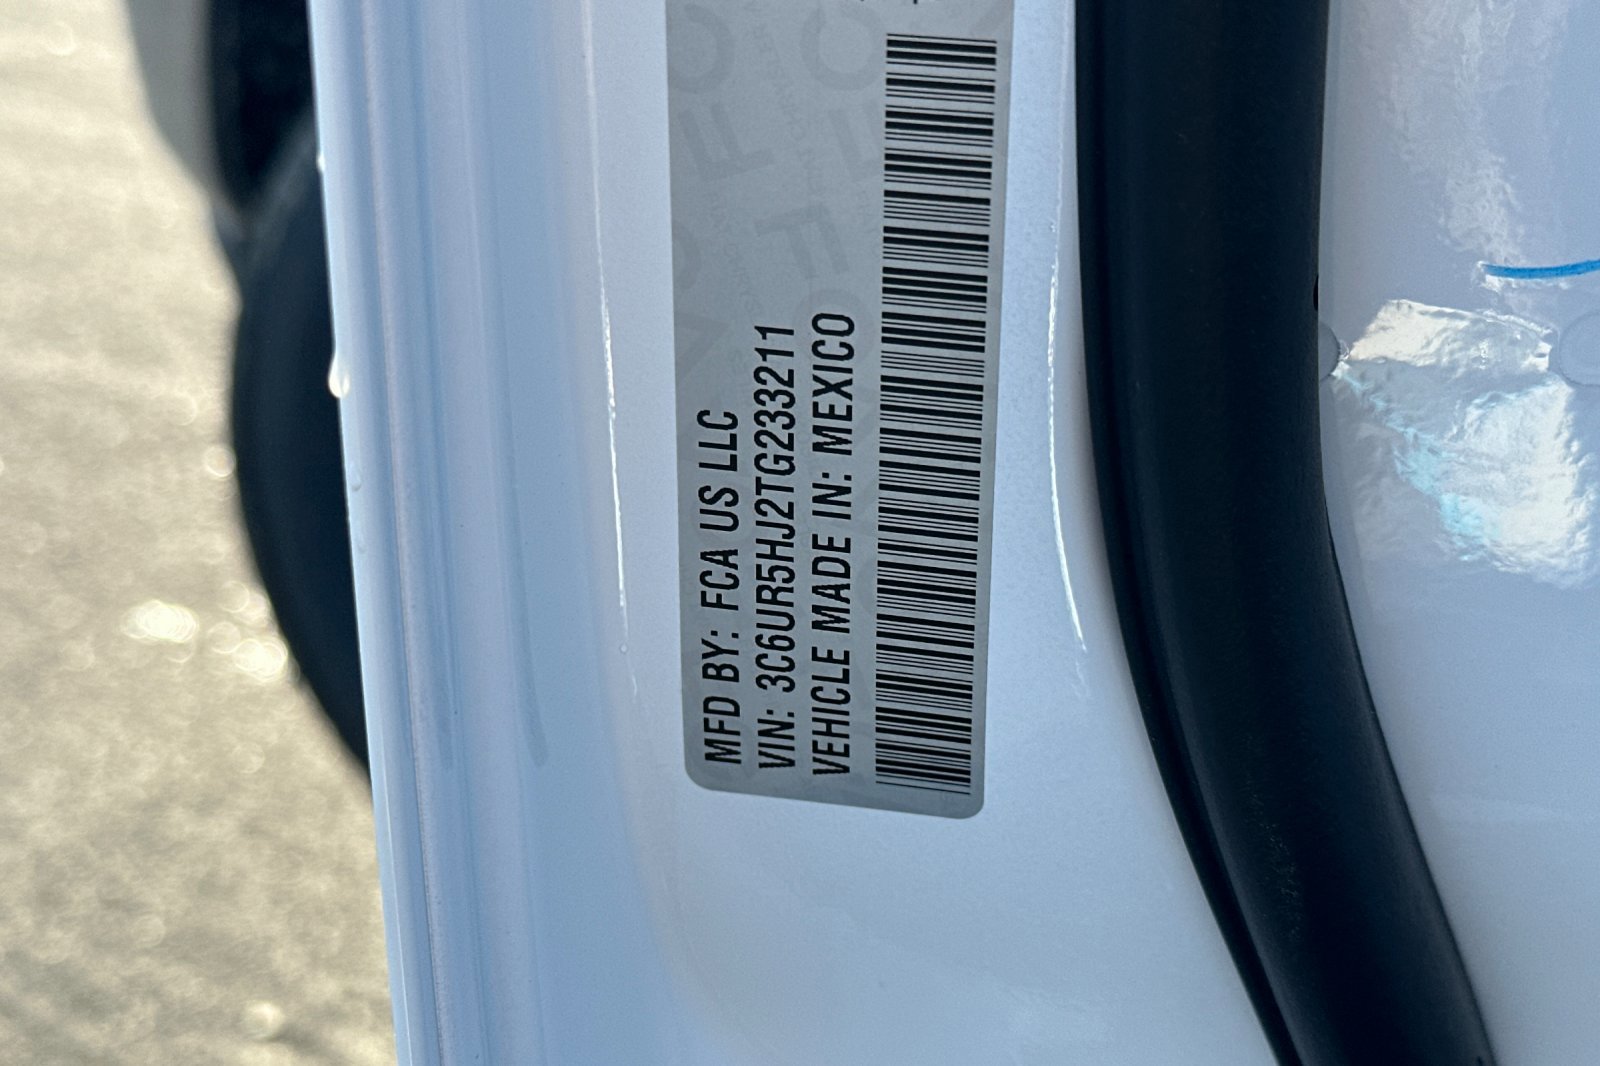 MFD BY: FCA US LLC
VIN: 3C6UR5HJ2TG233211
VEHICLE MADE IN: MEXICO